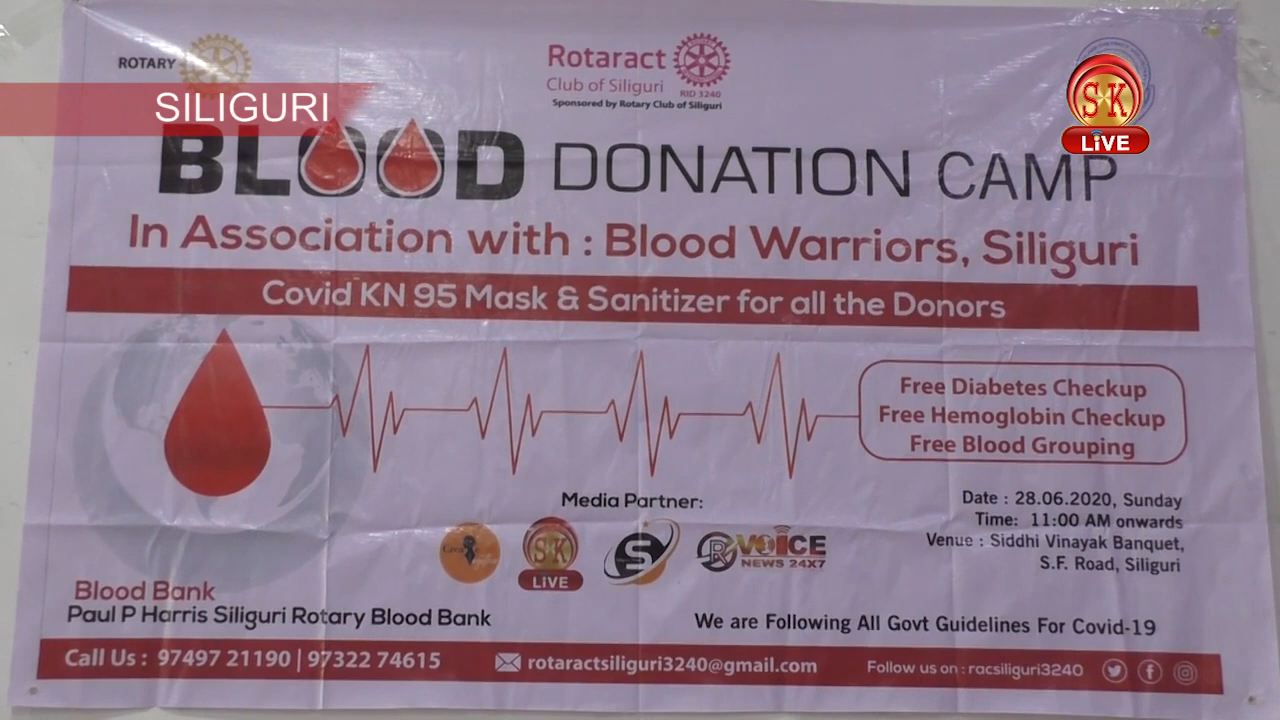 ROTARY
Rotaract
Club of Siliguri
RID 3240
Sponsored by Rotary Club of Siliguri
SK
LIVE
SILIGURI
BLOOD DONATION CAMP
In Association with : Blood Warriors, Siliguri
Covid KN 95 Mask & Sanitizer for all the Donors
Free Diabetes Checkup
Free Hemoglobin Checkup
Free Blood Grouping
Media Partner:
SK
LIVE
S
R VOICE
NEWS 24X7
Date : 28.06.2020, Sunday
Time: 11:00 AM onwards
Venue : Siddhi Vinayak Banquet,
S.F. Road, Siliguri
Blood Bank
Paul P Harris Siliguri Rotary Blood Bank
We are Following All Govt Guidelines For Covid-19
Call Us : 97497 21190 | 97322 74615
rotaractsiliguri3240@gmail.com
Follow us on : racsiliguri3240